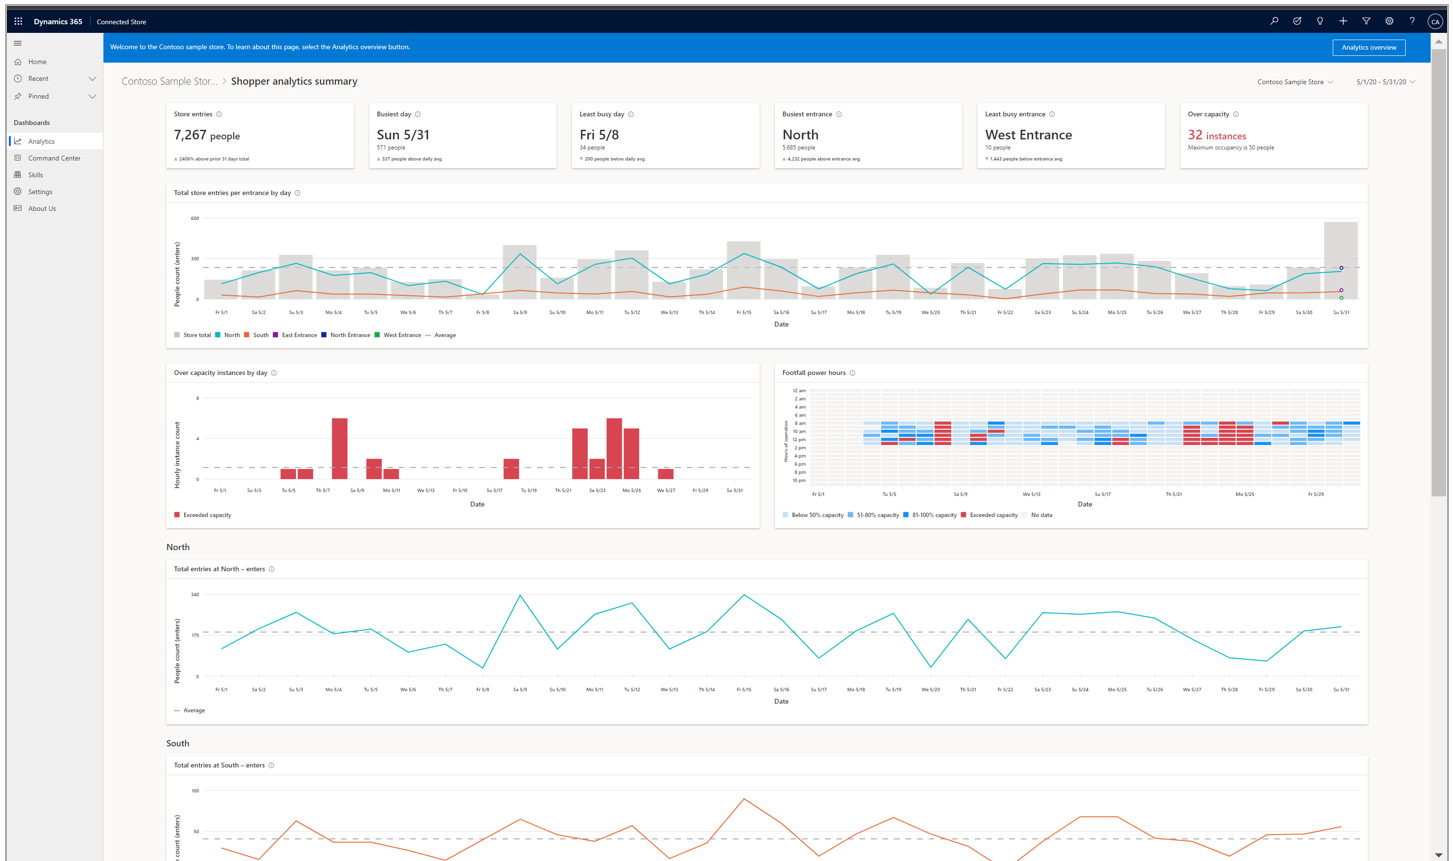 Dynamics 365 Connected Store
CA
Welcome to the Contoso sample store. To learn about this page, select the Analytics overview button.
Analytics overview
Home
Recent
Pinned
Dashboards
Analytics
Command Center
Skills
Settings
About Us
Contoso Sample Stor... > Shopper analytics summary
Contoso Sample Store
5/1/20 – 5/31/20
Store entries
7,267 people
2406% above prior 31 days total
Busiest day
Sun 5/31
571 people
337 people above daily avg.
Least busy day
Fri 5/8
34 people
200 people below daily avg.
Busiest entrance
North
5,685 people
4,232 people above entrance avg.
Least busy entrance
West Entrance
10 people
1,443 people below entrance avg.
Over capacity
32 instances
Maximum occupancy is 50 people
Total store entries per entrance by day
People count (enters)
600
300
0
Fr 5/1 Sa 5/2 Su 5/3 Mo 5/4 Tu 5/5 We 5/6 Th 5/7 Fr 5/8 Sa 5/9 Su 5/10 Mo 5/11 Tu 5/12 We 5/13 Th 5/14 Fr 5/15 Sa 5/16 Su 5/17 Mo 5/18 Tu 5/19 We 5/20 Th 5/21 Fr 5/22 Sa 5/23 Su 5/24 Mo 5/25 Tu 5/26 We 5/27 Th 5/28 Fr 5/29 Sa 5/30 Su 5/31
Date
Store total North South East Entrance North Entrance West Entrance Average
Over capacity instances by day
Hourly instance count
8
4
0
Fr 5/1 Su 5/3 Tu 5/5 Th 5/7 Sa 5/9 Mo 5/11 We 5/13 Fr 5/15 Su 5/17 Tu 5/19 Th 5/21 Sa 5/23 Mo 5/25 We 5/27 Fr 5/29 Su 5/31
Date
Exceeded capacity
Footfall power hours
Hours of operation
12 am
2 am
4 am
6 am
8 am
10 am
12 pm
2 pm
4 pm
6 pm
8 pm
10 pm
Fr 5/1 Tu 5/5 Sa 5/9 We 5/13 Su 5/17 Th 5/21 Mo 5/25 Fr 5/29
Date
Below 50% capacity 51-80% capacity 81-100% capacity Exceeded capacity No data
North
Total entries at North – enters
People count (enters)
340
170
0
Fr 5/1 Sa 5/2 Su 5/3 Mo 5/4 Tu 5/5 We 5/6 Th 5/7 Fr 5/8 Sa 5/9 Su 5/10 Mo 5/11 Tu 5/12 We 5/13 Th 5/14 Fr 5/15 Sa 5/16 Su 5/17 Mo 5/18 Tu 5/19 We 5/20 Th 5/21 Fr 5/22 Sa 5/23 Su 5/24 Mo 5/25 Tu 5/26 We 5/27 Th 5/28 Fr 5/29 Sa 5/30 Su 5/31
Date
Average
South
Total entries at South – enters
count (enters)
100
50